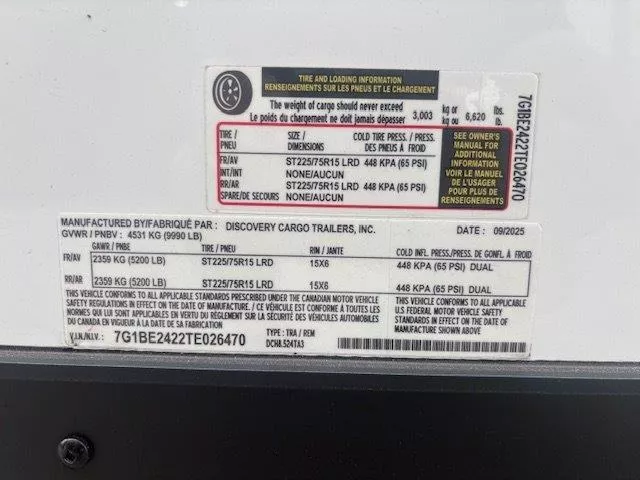 TIRE AND LOADING INFORMATION
RENSEIGNEMENTS SUR LES PNEUS ET LE CHARGEMENT
The weight of cargo should never exceed
Le poids du chargement ne doit jamais dépasser 3,003 kg or kg ou 6,620 lbs. lb.
TIRE / PNEU SIZE / DIMENSIONS COLD TIRE PRESS. / PRESS. DES PNEUS À FROID
FR/AV ST225/75R15 LRD 448 KPA (65 PSI)
INT/INT NONE/AUCUN
RR/AR ST225/75R15 LRD 448 KPA (65 PSI)
SPARE/DE SECOURS NONE/AUCUN
SEE OWNER'S
MANUAL FOR
ADDITIONAL
INFORMATION
VOIR LE MANUEL
DE L'USAGER
POUR PLUS DE
RENSEIGNEMENTS
7G1BE2422TE026470
MANUFACTURED BY/FABRIQUÉ PAR : DISCOVERY CARGO TRAILERS, INC. DATE : 09/2025
GVWR / PNBV : 4531 KG (9990 LB)
GAWR / PNBE TIRE / PNEU RIN / JANTE COLD INFL. PRESS./PRESS. DE GONFL. À FROID
FR/AV 2359 KG (5200 LB) ST225/75R15 LRD 15X6 448 KPA (65 PSI) DUAL
RR/AR 2359 KG (5200 LB) ST225/75R15 LRD 15X6 448 KPA (65 PSI) DUAL
THIS VEHICLE CONFORMS TO ALL APPLICABLE STANDARDS PRESCRIBED UNDER THE CANADIAN MOTOR VEHICLE
SAFETY REGULATIONS IN EFFECT ON THE DATE OF MANUFACTURE. / CE VÉHICULE EST CONFORME À TOUTES LES
NORMES QUI LUI SONT APPLICABLES EN VERTU DU RÈGLEMENT SUR LA SÉCURITÉ DES VÉHICULES AUTOMOBILES
DU CANADA EN VIGUEUR À LA DATE DE SA FABRICATION
THIS VEHICLE CONFORMS TO ALL APPLICABLE
U.S FEDERAL MOTOR VEHICLE SAFETY
STANDARDS IN EFFECT ON THE DATE OF
MANUFACTURE SHOWN ABOVE.
V.I.N./N.I.V.: 7G1BE2422TE026470 TYPE : TRA / REM
DCH8.524TA3